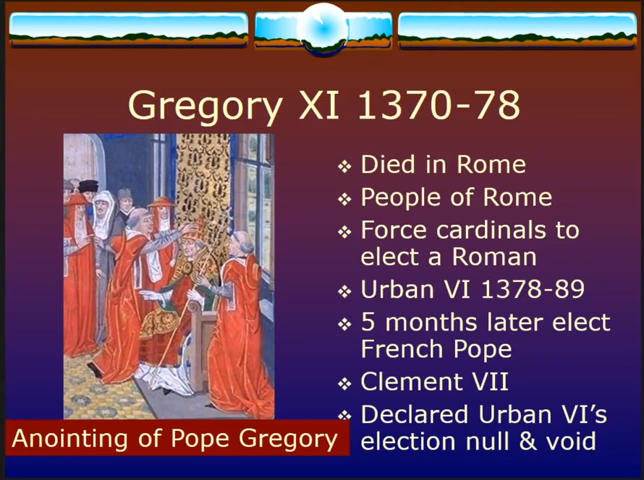 Gregory XI 1370-78
Died in Rome
People of Rome
Force cardinals to
elect a Roman
Urban VI 1378-89
5 months later elect
French Pope
Clement VII
Declared Urban VI’s
election null & void
Anointing of Pope Gregory